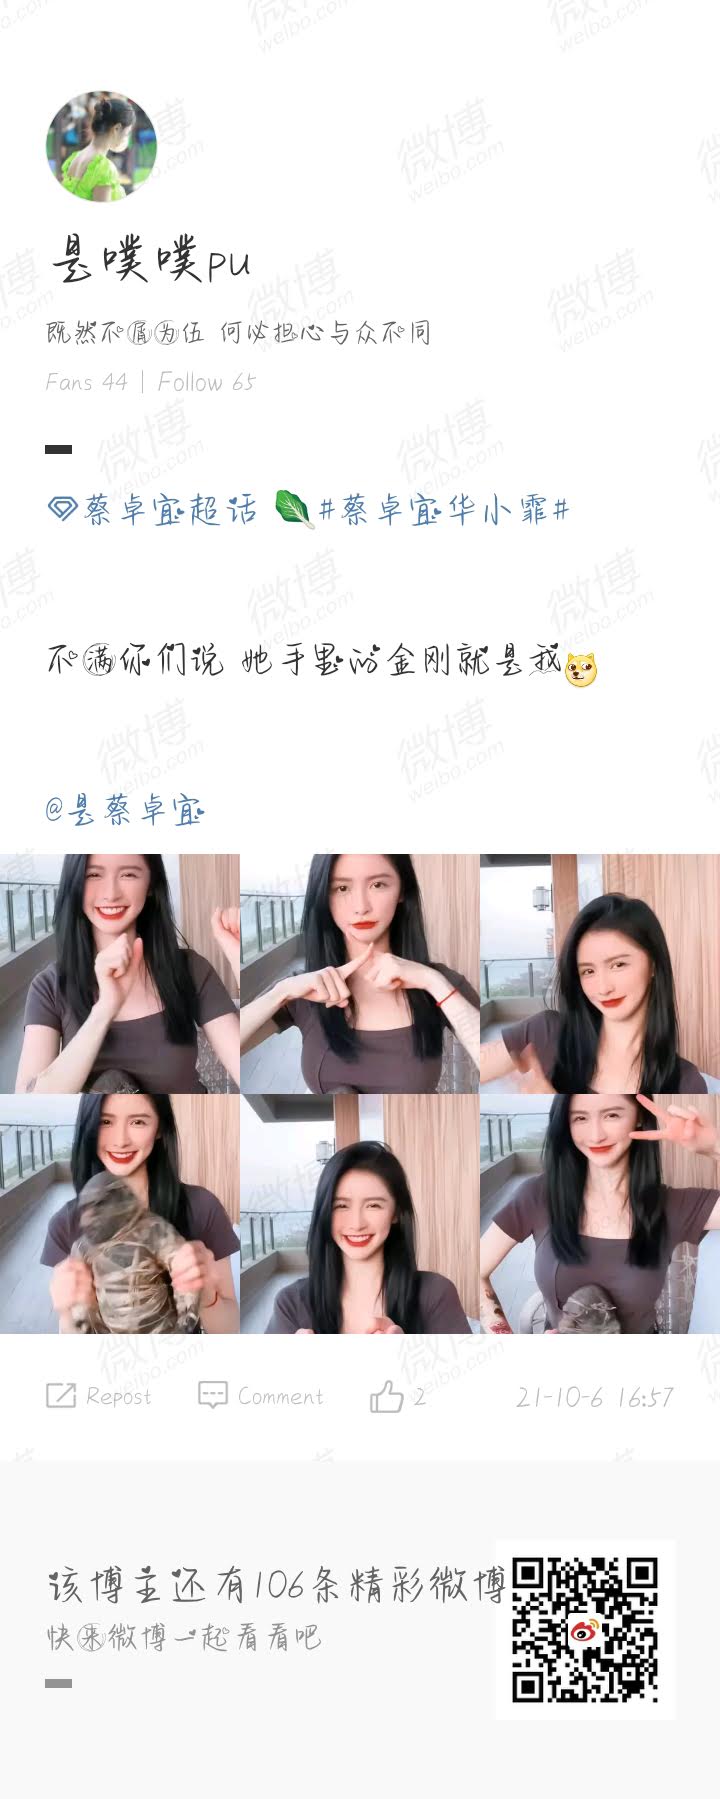 是噗噗pu
既然不屑为伍 何必担心与众不同
Fans 44 | Follow 65
蔡卓宜超话 #蔡卓宜华小霏#
不满你们说 她手里的金刚就是我
@是蔡卓宜
Repost Comment 2 21-10-6 16:57
该博主还有106条精彩微博
快来微博一起看看吧
微博
weibo.com